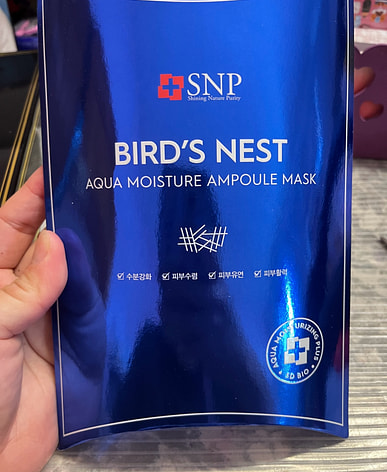 SNP
Shining Nature Purity
BIRD'S NEST
AQUA MOISTURE AMPOULE MASK
수분강화 피부수렴 피부유연 피부활력
AQUA MOISTURIZING PLUS
SD BIO